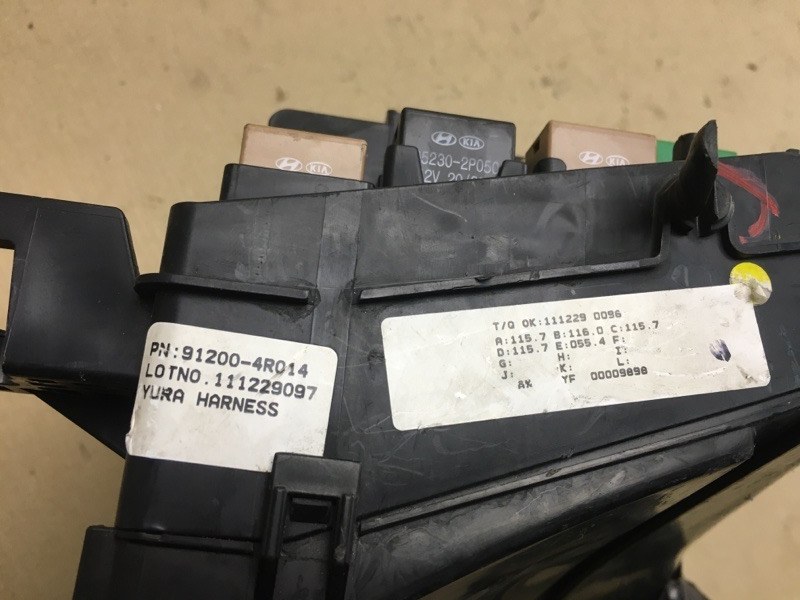 KIA
KIA
5230-2P050
2V 20/
KIA
PN:91200-4R014
LOTNO.111229097
YURA HARNESS
T/Q OK:111229 0096
A:115.7 B:116.0 C:115.7
D:115.7 E:055.4 F:
G: H: I:
J: K: L:
AK YF 00009898